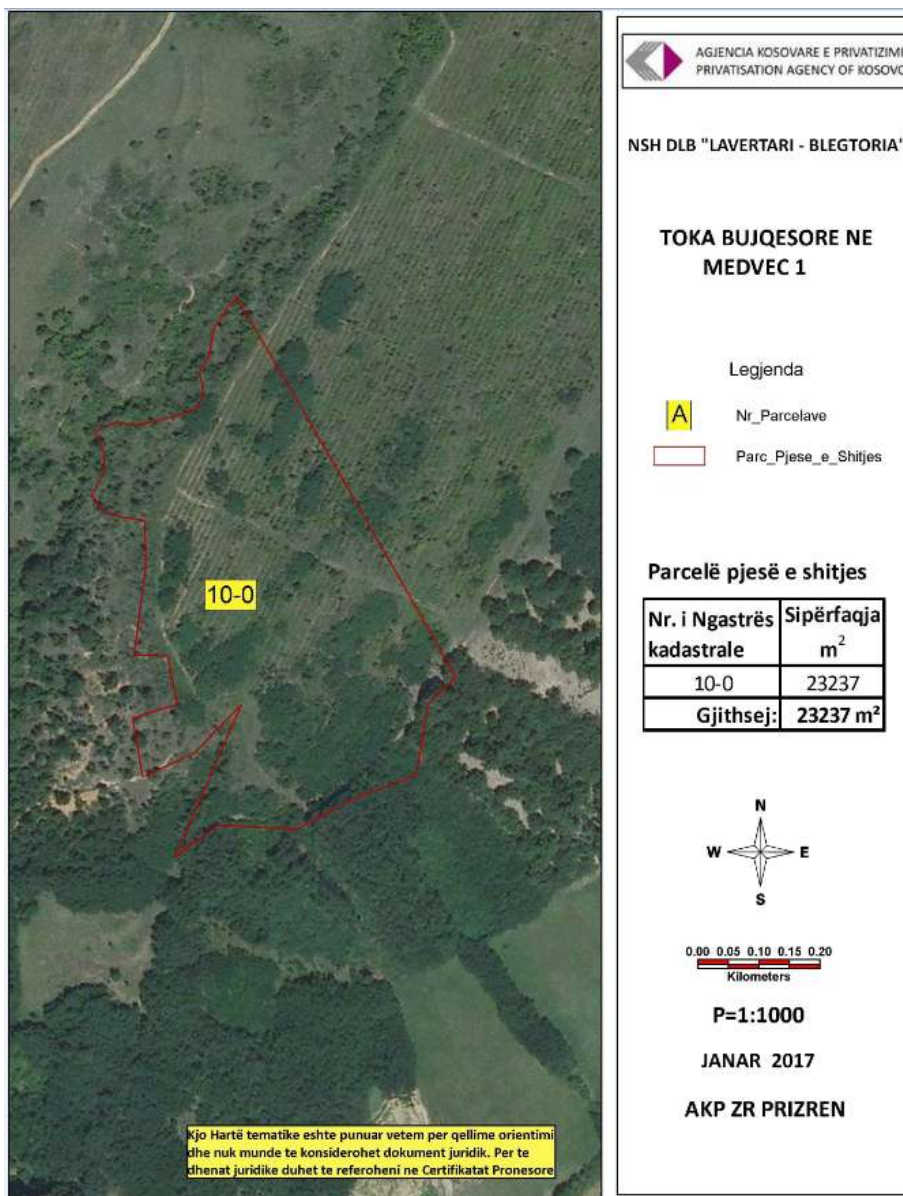 10-0
Kjo Hartë tematike eshte punuar vetem per qellime orientimi
dhe nuk munde te konsiderohet dokument juridik. Per te
dhenat juridike duhet te referoheni ne Certifikatat Pronesore
AGJENCIA KOSOVARE E PRIVATIZIMI
PRIVATISATION AGENCY OF KOSOVO
NSH DLB "LAVERTARI - BLEGTORIA"
TOKA BUJQESORE NE
MEDVEC 1
Legjenda
A Nr_Parcelave
Parc_Pjese_e_Shitjes
Parcelë pjesë e shitjes
Nr. i Ngastrës kadastrale Sipërfaqja m²
10-0 23237
Gjithsej: 23237 m²
N
W E
S
0.00 0.05 0.10 0.15 0.20
Kilometers
P=1:1000
JANAR 2017
AKP ZR PRIZREN